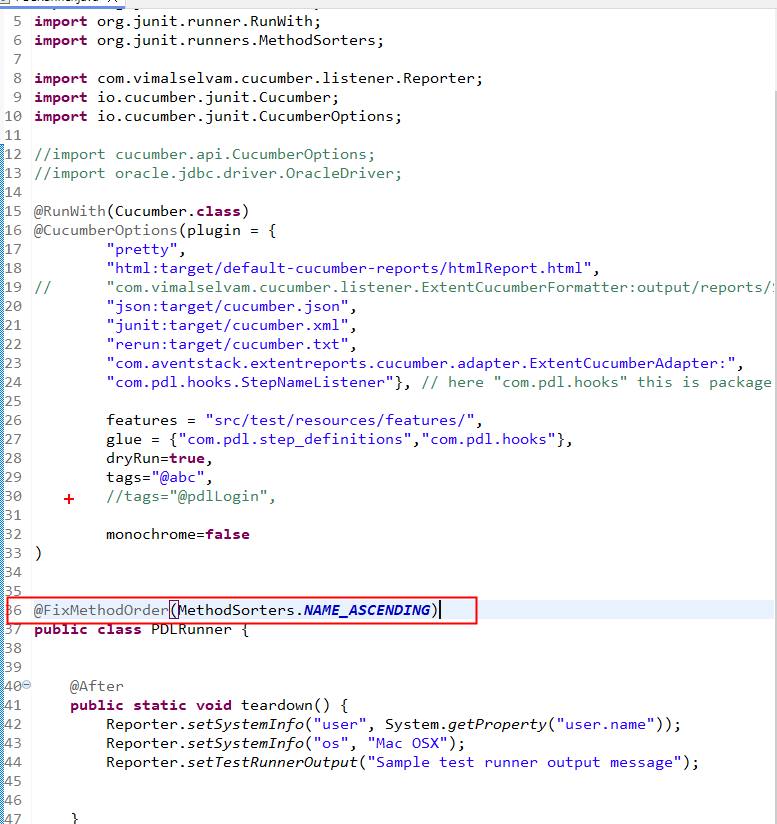 5 import org.junit.runner.RunWith;
6 import org.junit.runners.MethodSorters;
7
8 import com.vimalselvam.cucumber.listener.Reporter;
9 import io.cucumber.junit.Cucumber;
10 import io.cucumber.junit.CucumberOptions;
11
12 //import cucumber.api.CucumberOptions;
13 //import oracle.jdbc.driver.OracleDriver;
14
15 @RunWith(Cucumber.class)
16 @CucumberOptions(plugin = {
17 "pretty",
18 "html:target/default-cucumber-reports/htmlReport.html",
19 // "com.vimalselvam.cucumber.listener.ExtentCucumberFormatter:output/reports/
20 "json:target/cucumber.json",
21 "junit:target/cucumber.xml",
22 "rerun:target/cucumber.txt",
23 "com.aventstack.extentreports.cucumber.adapter.ExtentCucumberAdapter:",
24 "com.pdl.hooks.StepNameListener"}, // here "com.pdl.hooks" this is package
25
26 features = "src/test/resources/features/",
27 glue = {"com.pdl.step_definitions","com.pdl.hooks"},
28 dryRun=true,
29 tags="@abc",
30 //tags="@pdlLogin",
31
32 monochrome=false
33 )
34
35
36 @FixMethodOrder(MethodSorters.NAME_ASCENDING)
37 public class PDLRunner {
38
39
40 @After
41 public static void teardown() {
42 Reporter.setSystemInfo("user", System.getProperty("user.name"));
43 Reporter.setSystemInfo("os", "Mac OSX");
44 Reporter.setTestRunnerOutput("Sample test runner output message");
45
46
47 }